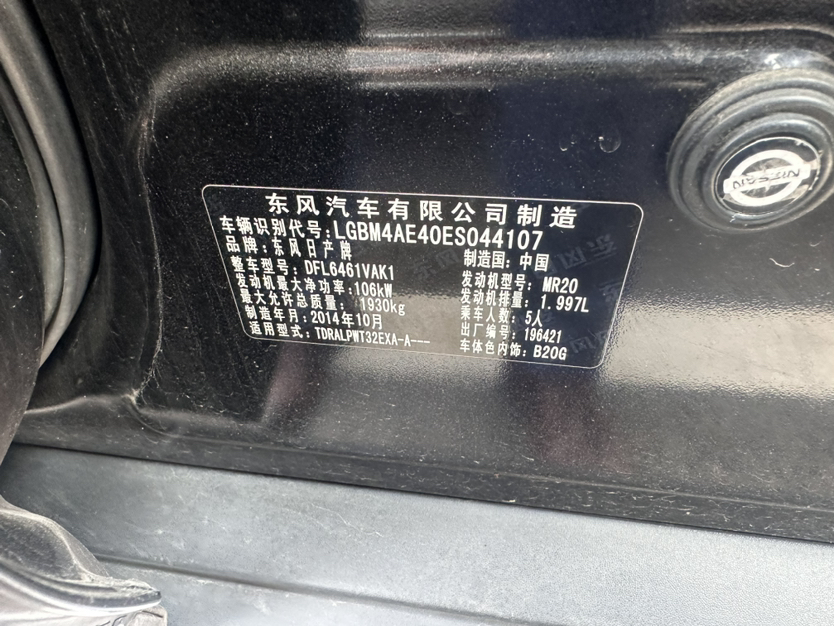 东风汽车有限公司制造
车辆识别代号:LGBM4AE40ES044107
品牌:东风日产牌 制造国:中国
整车型号:DFL6461VAK1 发动机型号:MR20
发动机最大净功率:106kW 发动机排量:1.997L
最大允许总质量:1930kg 乘车人数:5人
制造年月:2014年10月 出厂编号:196421
适用型式:TDRALPWT32EXA-A--- 车体色内饰:B20G
NISSAN